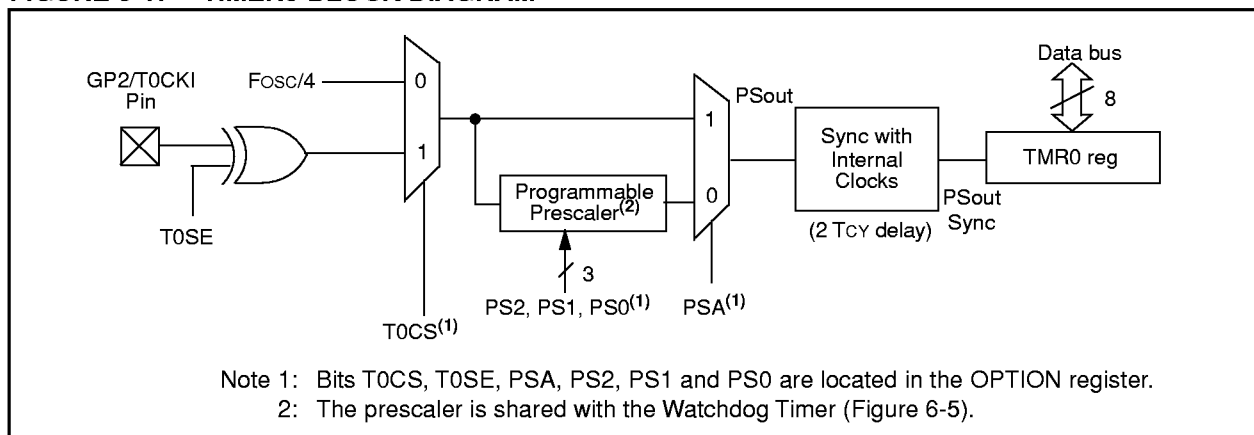 GP2/T0CKI
Pin
FOSC/4
0
1
T0SE
T0CS(1)
Programmable
Prescaler(2)
3
PS2, PS1, PS0(1)
1
0
PSA(1)
PSout
Sync with
Internal
Clocks
(2 TCY delay)
PSout
Sync
Data bus
8
TMR0 reg
Note 1: Bits T0CS, T0SE, PSA, PS2, PS1 and PS0 are located in the OPTION register.
2: The prescaler is shared with the Watchdog Timer (Figure 6-5).